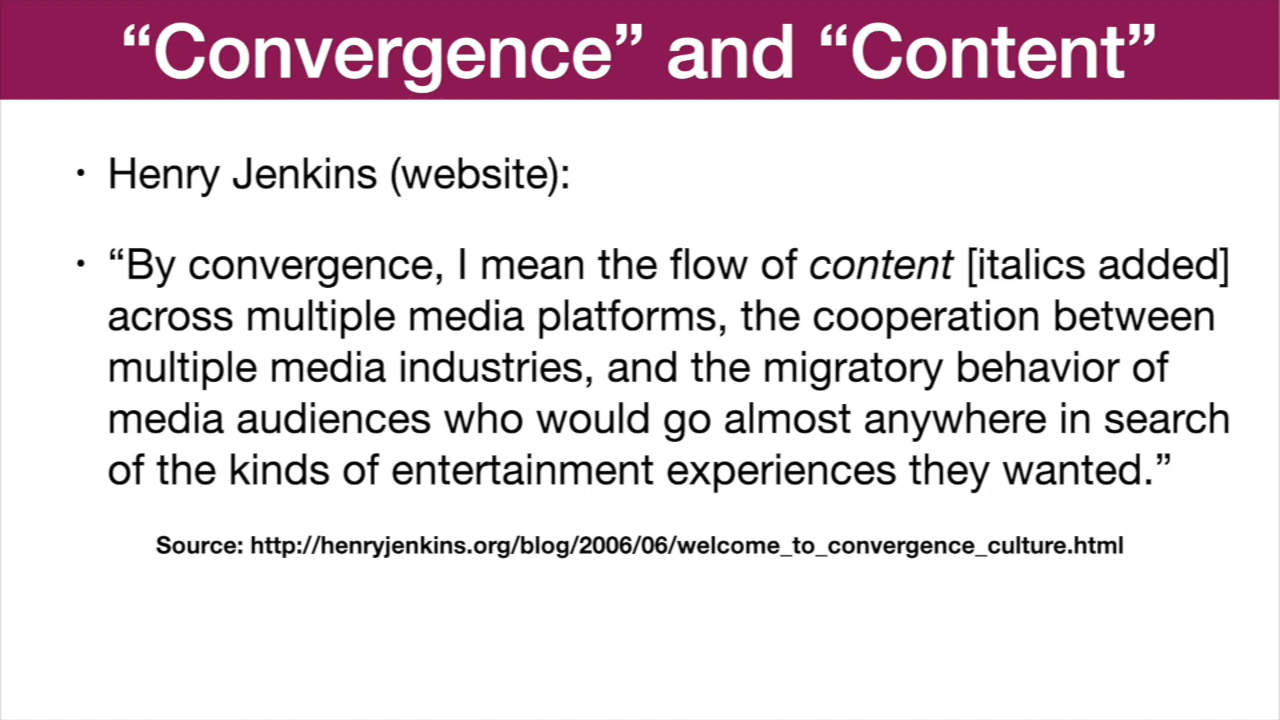 “Convergence” and “Content”
• Henry Jenkins (website):
• “By convergence, I mean the flow of content [italics added]
across multiple media platforms, the cooperation between
multiple media industries, and the migratory behavior of
media audiences who would go almost anywhere in search
of the kinds of entertainment experiences they wanted.”
Source: http://henryjenkins.org/blog/2006/06/welcome_to_convergence_culture.html